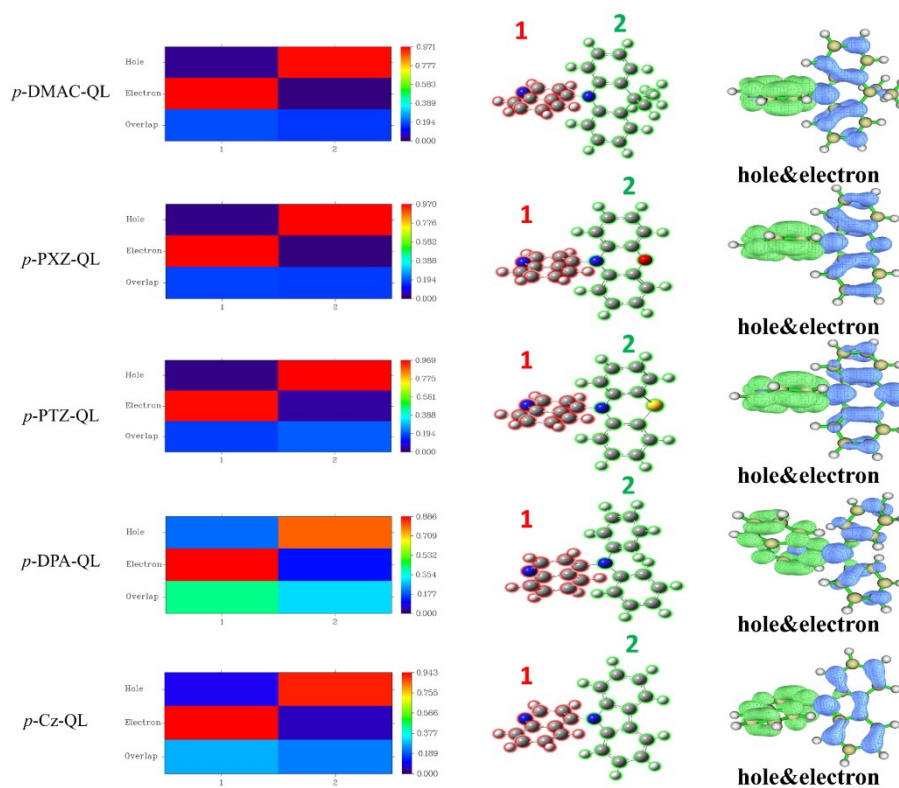 1
2
p-DMAC-QL
Hole
Electron
Overlap
1
2
0.971
0.777
0.583
0.388
0.194
0.000
hole&electron
1
2
p-PXZ-QL
Hole
Electron
Overlap
1
2
0.970
0.776
0.582
0.388
0.194
0.000
hole&electron
1
2
p-PTZ-QL
Hole
Electron
Overlap
1
2
0.969
0.775
0.581
0.388
0.194
0.000
hole&electron
1
2
p-DPA-QL
Hole
Electron
Overlap
1
2
0.886
0.709
0.532
0.354
0.177
0.000
hole&electron
1
2
p-Cz-QL
Hole
Electron
Overlap
1
2
0.943
0.755
0.566
0.377
0.189
0.000
hole&electron